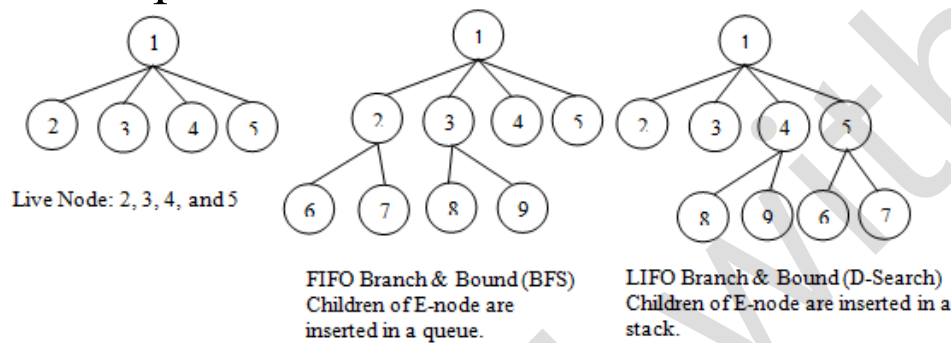 1
2 3 4 5
Live Node: 2, 3, 4, and 5
1
2 3 4 5
6 7 8 9
FIFO Branch & Bound (BFS)
Children of E-node are
inserted in a queue.
1
2 3 4 5
8 9 6 7
LIFO Branch & Bound (D-Search)
Children of E-node are inserted in a
stack.